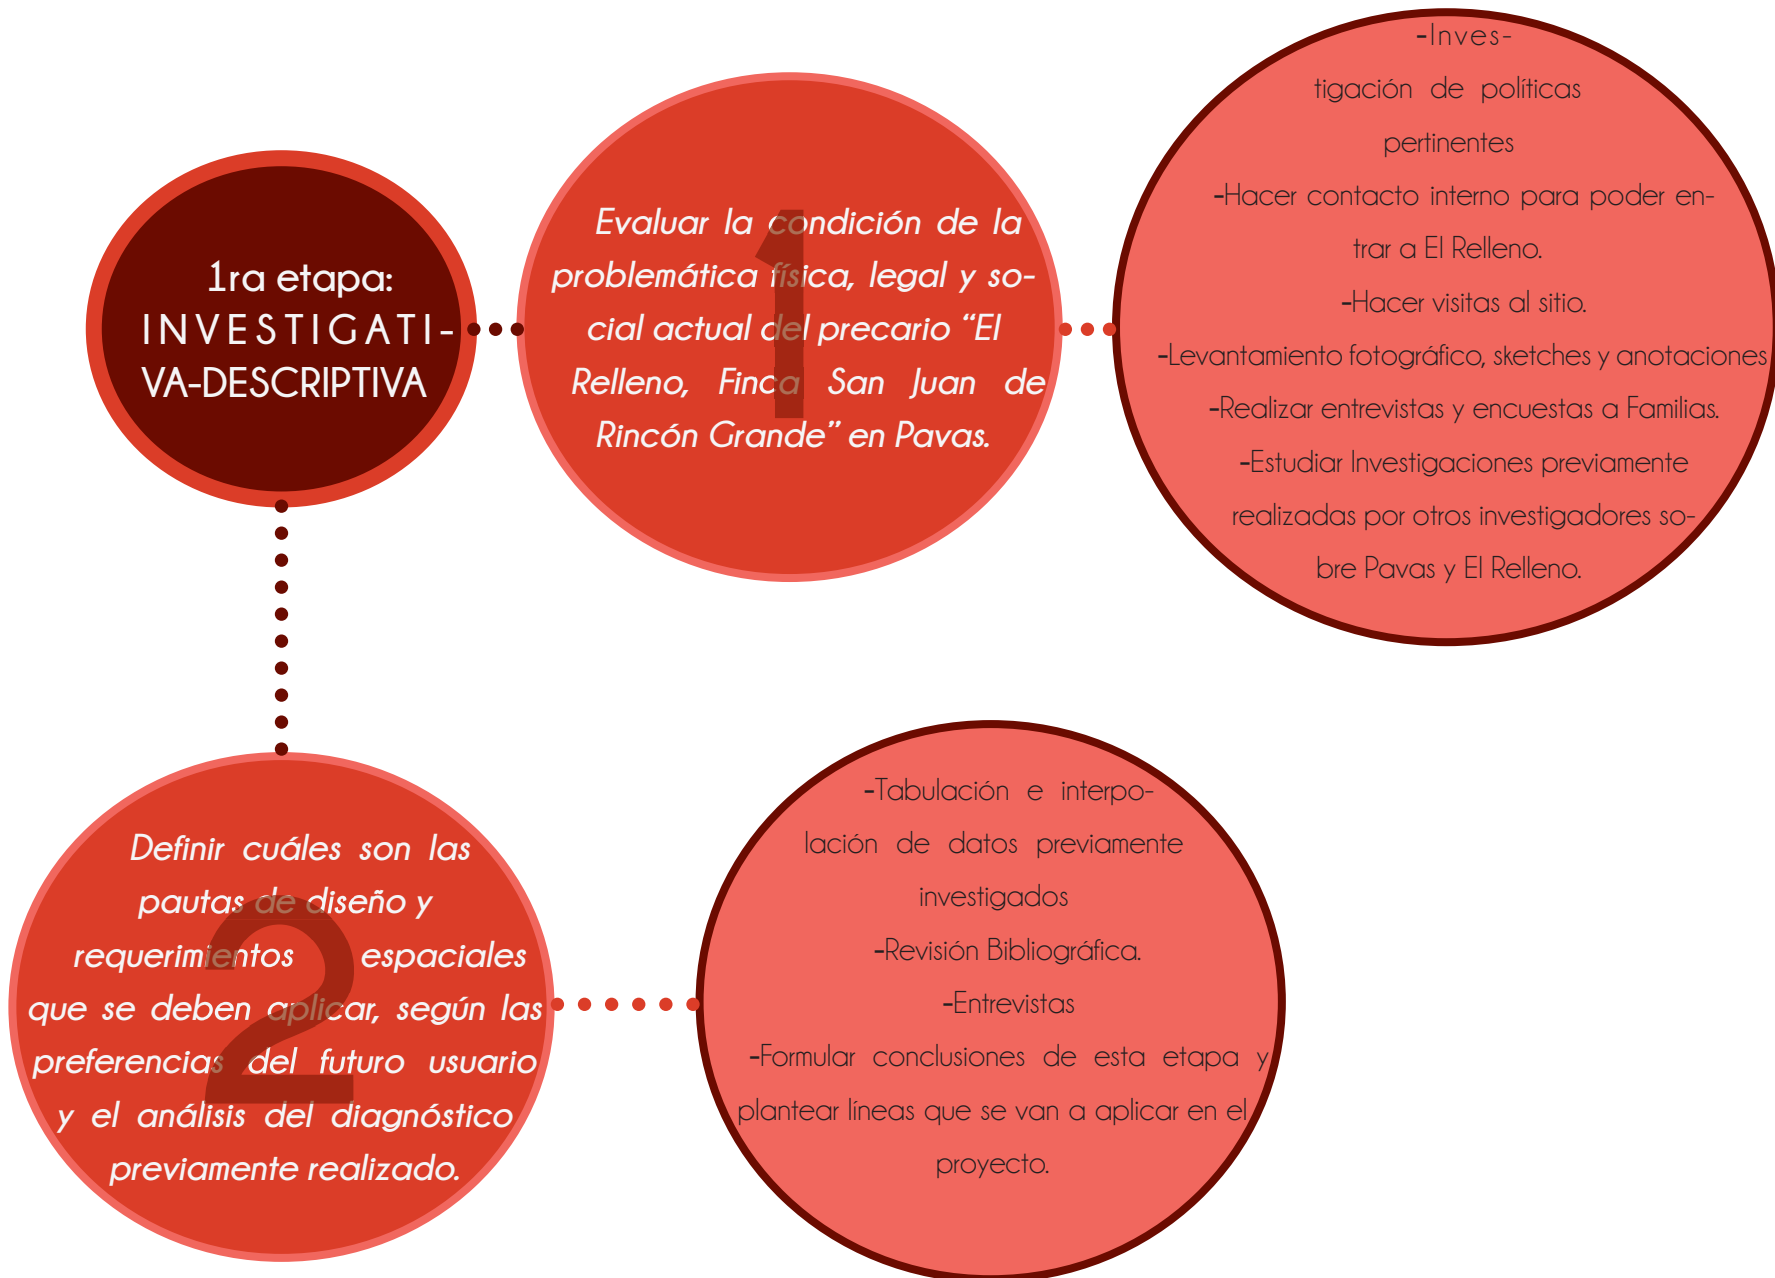 1ra etapa:
INVESTIGATI-
VA-DESCRIPTIVA
1
Evaluar la condición de la
problemática física, legal y so-
cial actual del precario “El
Relleno, Finca San Juan de
Rincón Grande” en Pavas.
-Inves-
tigación de políticas
pertinentes
-Hacer contacto interno para poder en-
trar a El Relleno.
-Hacer visitas al sitio.
-Levantamiento fotográfico, sketches y anotaciones
-Realizar entrevistas y encuestas a Familias.
-Estudiar Investigaciones previamente
realizadas por otros investigadores so-
bre Pavas y El Relleno.
2
Definir cuáles son las
pautas de diseño y
requerimientos espaciales
que se deben aplicar, según las
preferencias del futuro usuario
y el análisis del diagnóstico
previamente realizado.
-Tabulación e interpo-
lación de datos previamente
investigados
-Revisión Bibliográfica.
-Entrevistas
-Formular conclusiones de esta etapa y
plantear líneas que se van a aplicar en el
proyecto.